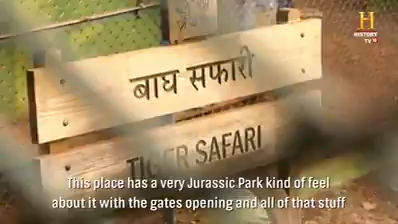 H
HISTORY
TV18
बाघ सफारी
TIGER SAFARI
This place has a very Jurassic Park kind of feel
about it with the gates opening and all of that stuff